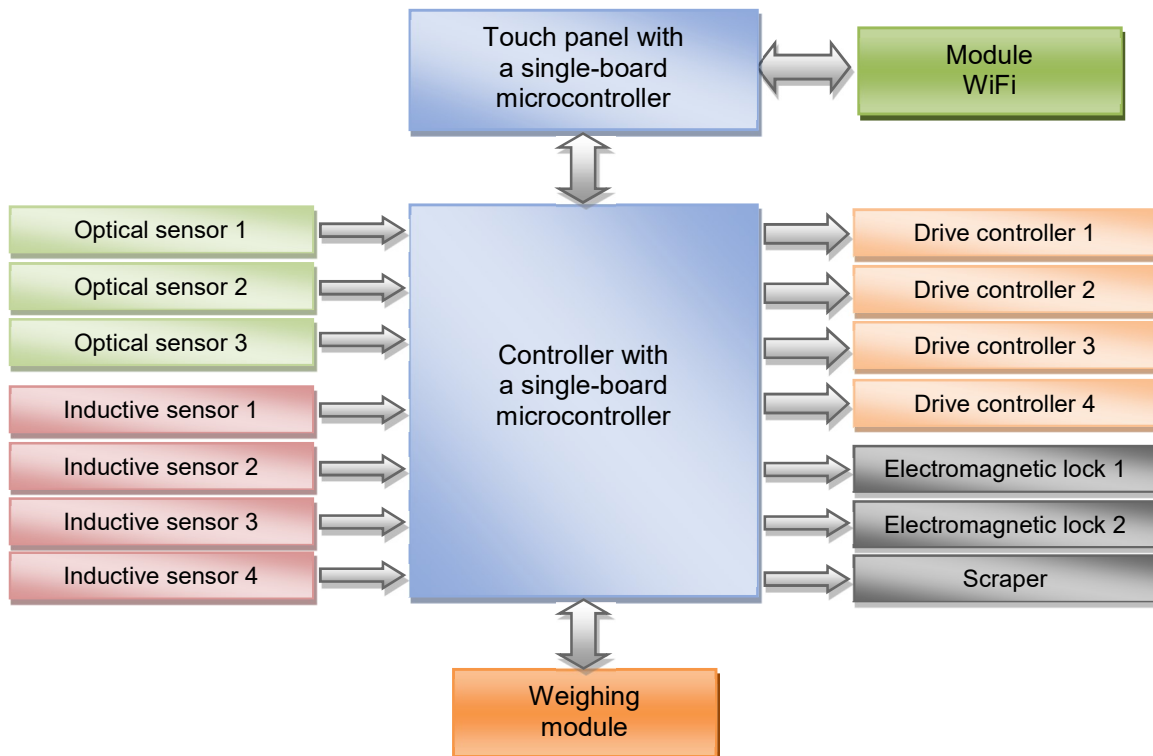 Touch panel with
a single-board
microcontroller
Module
WiFi
Optical sensor 1
Optical sensor 2
Optical sensor 3
Inductive sensor 1
Inductive sensor 2
Inductive sensor 3
Inductive sensor 4
Controller with
a single-board
microcontroller
Drive controller 1
Drive controller 2
Drive controller 3
Drive controller 4
Electromagnetic lock 1
Electromagnetic lock 2
Scraper
Weighing
module